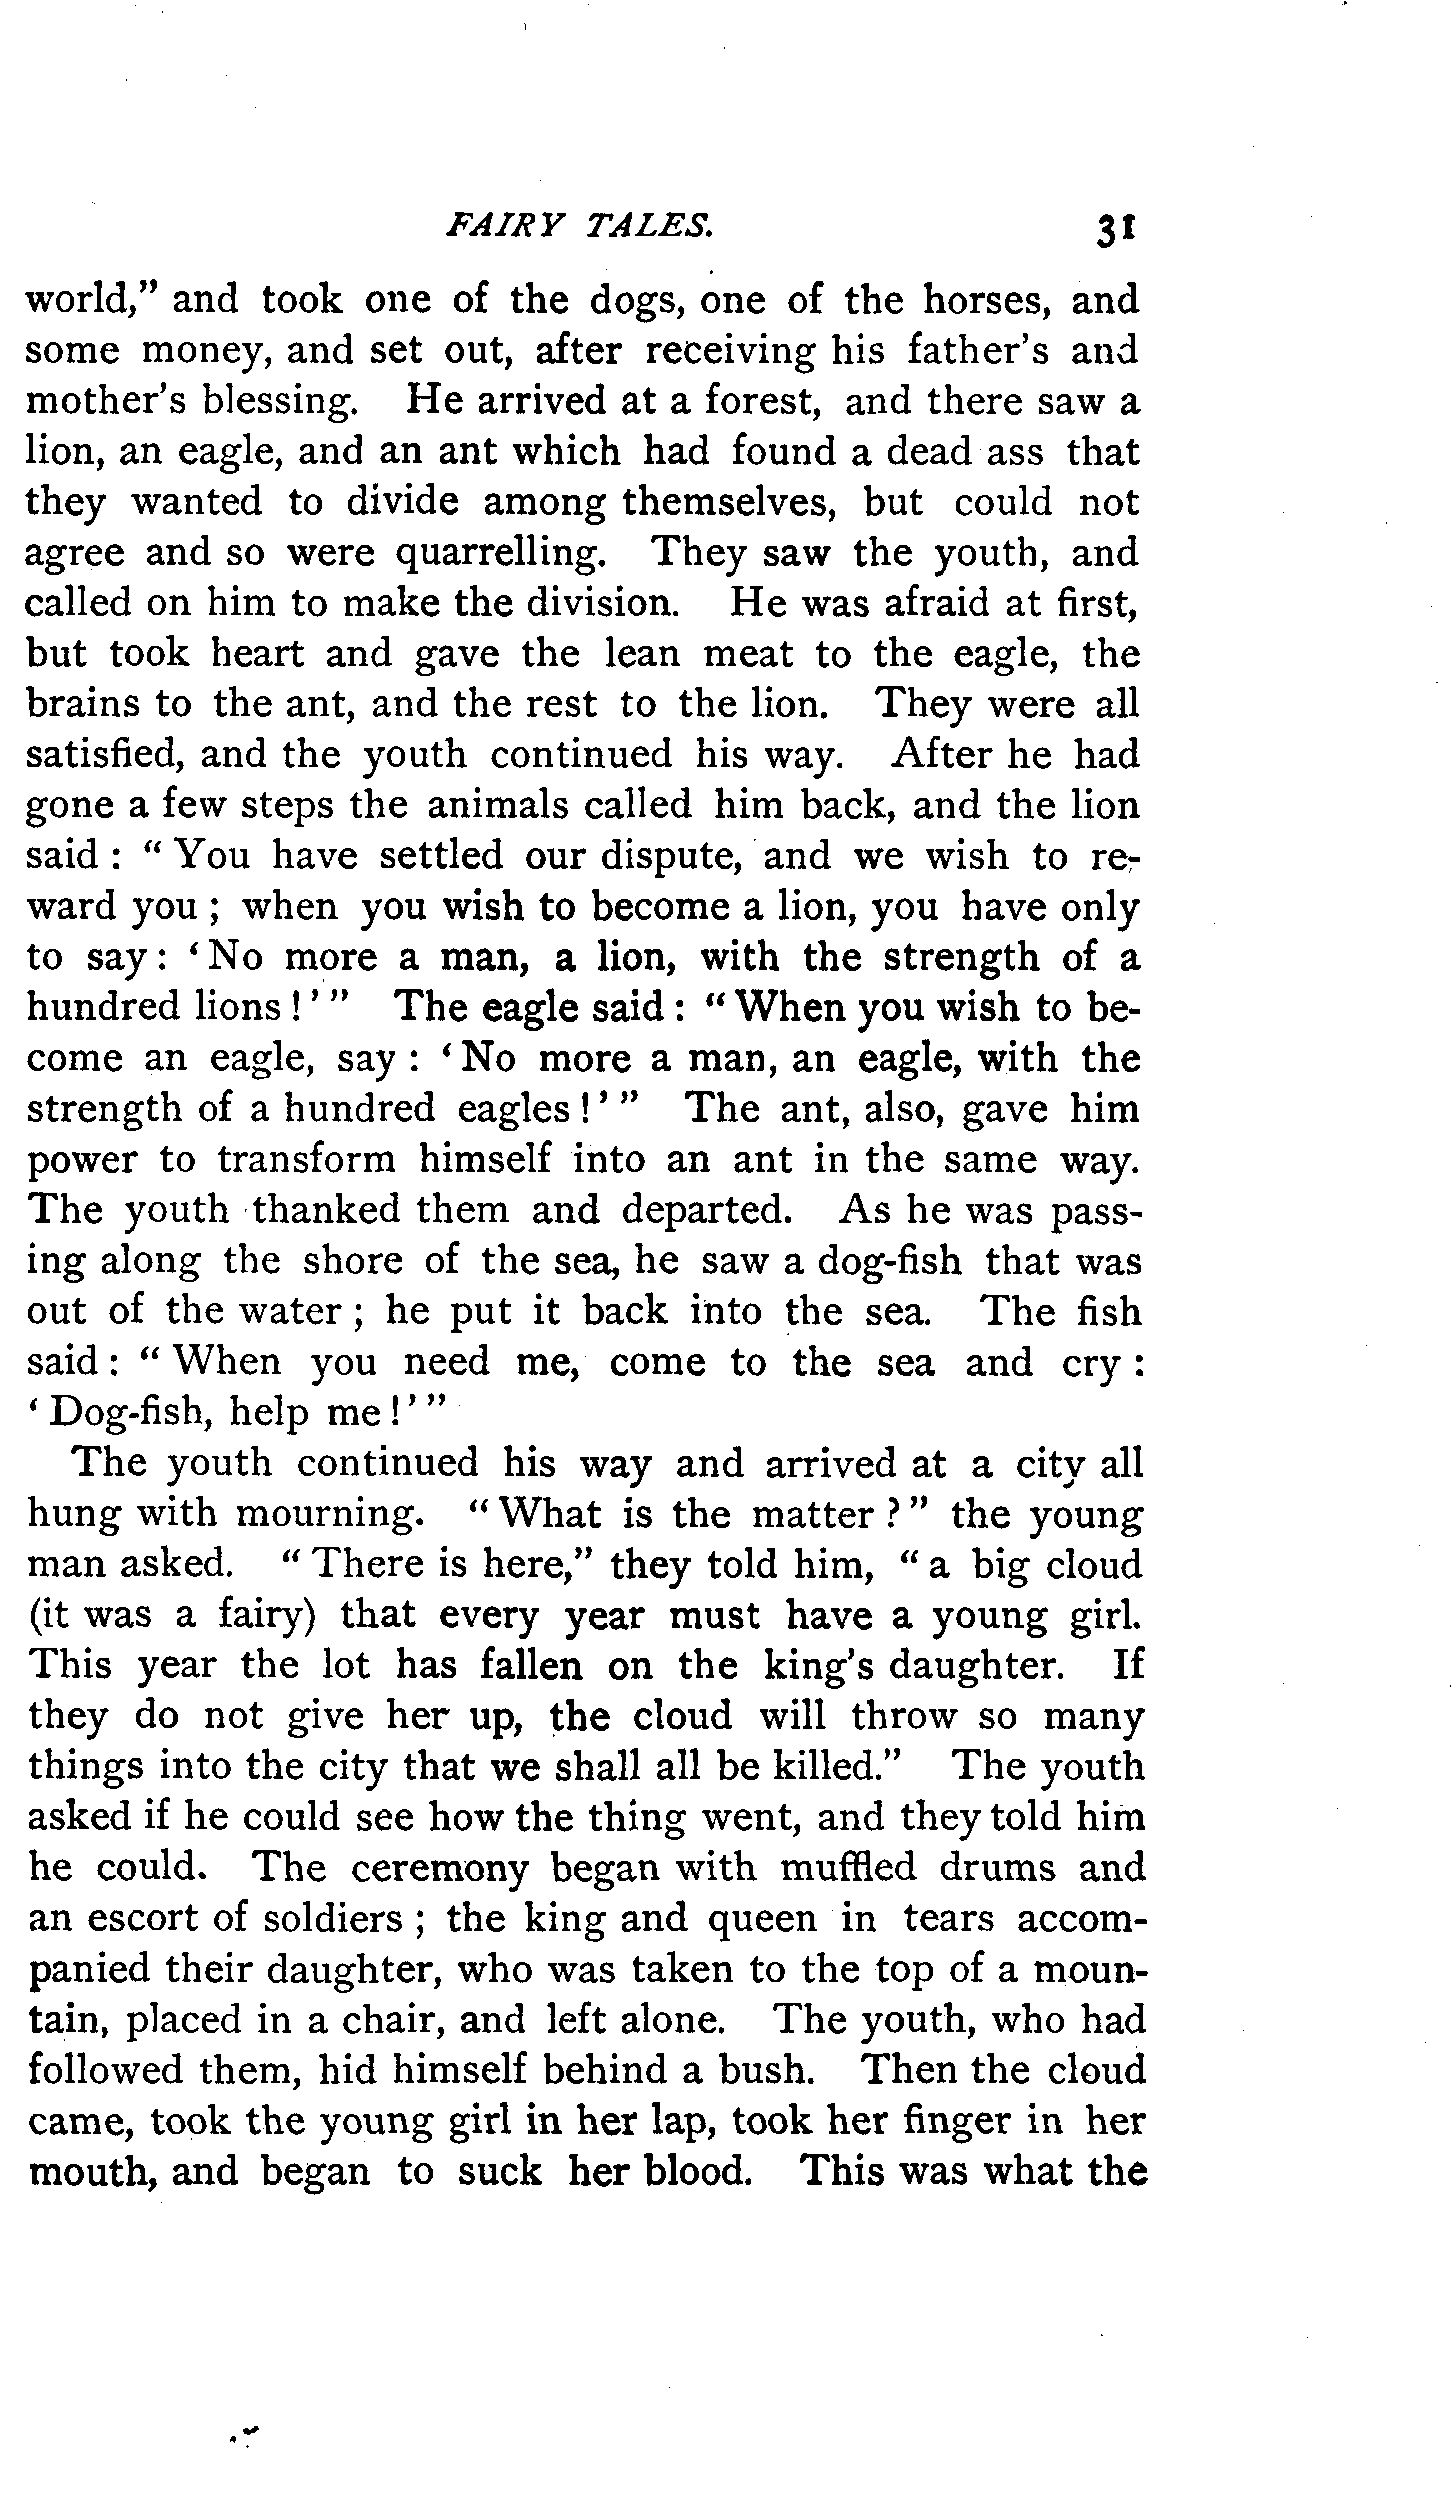 FAIRY TALES. 31
world," and took one of the dogs, one of the horses, and
some money, and set out, after receiving his father's and
mother's blessing. He arrived at a forest, and there saw a
lion, an eagle, and an ant which had found a dead ass that
they wanted to divide among themselves, but could not
agree and so were quarrelling. They saw the youth, and
called on him to make the division. He was afraid at first,
but took heart and gave the lean meat to the eagle, the
brains to the ant, and the rest to the lion. They were all
satisfied, and the youth continued his way. After he had
gone a few steps the animals called him back, and the lion
said : " You have settled our dispute, and we wish to re-
ward you ; when you wish to become a lion, you have only
to say : ' No more a man, a lion, with the strength of a
hundred lions ! ' " The eagle said : " When you wish to be-
come an eagle, say : ' No more a man, an eagle, with the
strength of a hundred eagles ! ' " The ant, also, gave him
power to transform himself into an ant in the same way.
The youth thanked them and departed. As he was pass-
ing along the shore of the sea, he saw a dog-fish that was
out of the water ; he put it back into the sea. The fish
said : " When you need me, come to the sea and cry :
' Dog-fish, help me ! ' "
The youth continued his way and arrived at a city all
hung with mourning. " What is the matter ? " the young
man asked. " There is here," they told him, " a big cloud
(it was a fairy) that every year must have a young girl.
This year the lot has fallen on the king's daughter. If
they do not give her up, the cloud will throw so many
things into the city that we shall all be killed." The youth
asked if he could see how the thing went, and they told him
he could. The ceremony began with muffled drums and
an escort of soldiers ; the king and queen in tears accom-
panied their daughter, who was taken to the top of a moun-
tain, placed in a chair, and left alone. The youth, who had
followed them, hid himself behind a bush. Then the cloud
came, took the young girl in her lap, took her finger in her
mouth, and began to suck her blood. This was what the